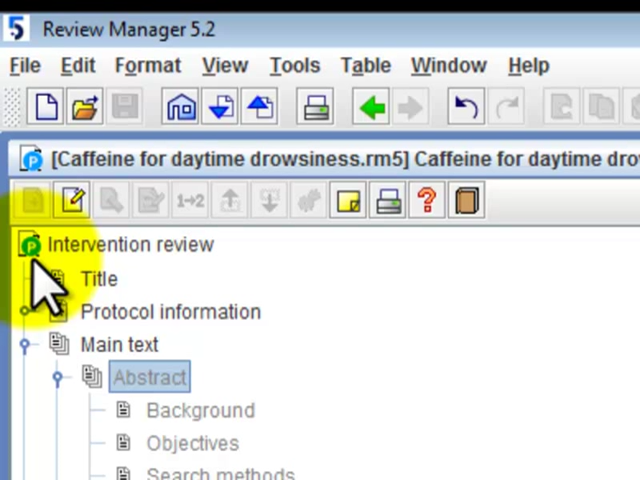 5 Review Manager 5.2
File Edit Format View Tools Table Window Help
[Caffeine for daytime drowsiness.rm5] Caffeine for daytime
1→2 ?
P Intervention review
Title
Protocol information
Main text
Abstract
Background
Objectives
Search methods